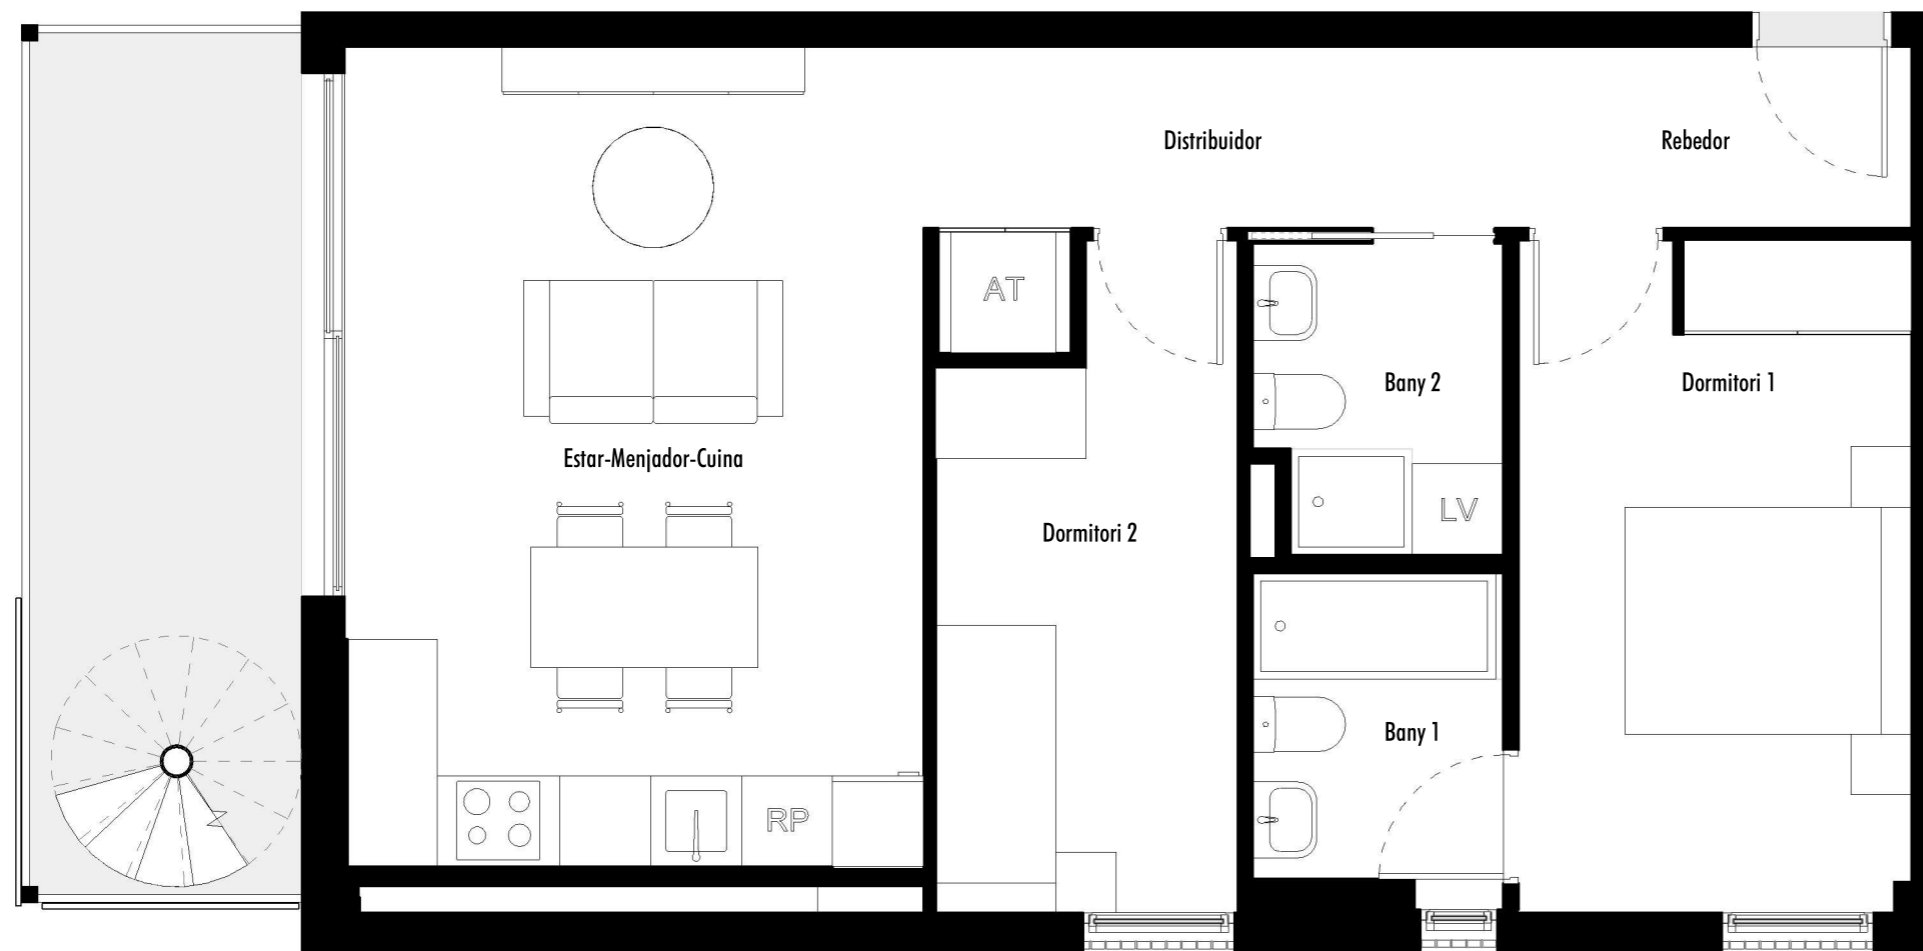 Distribuidor
Rebedor
AT
Bany 2
Dormitori 1
Estar-Menjador-Cuina
LV
Dormitori 2
Bany 1
RP